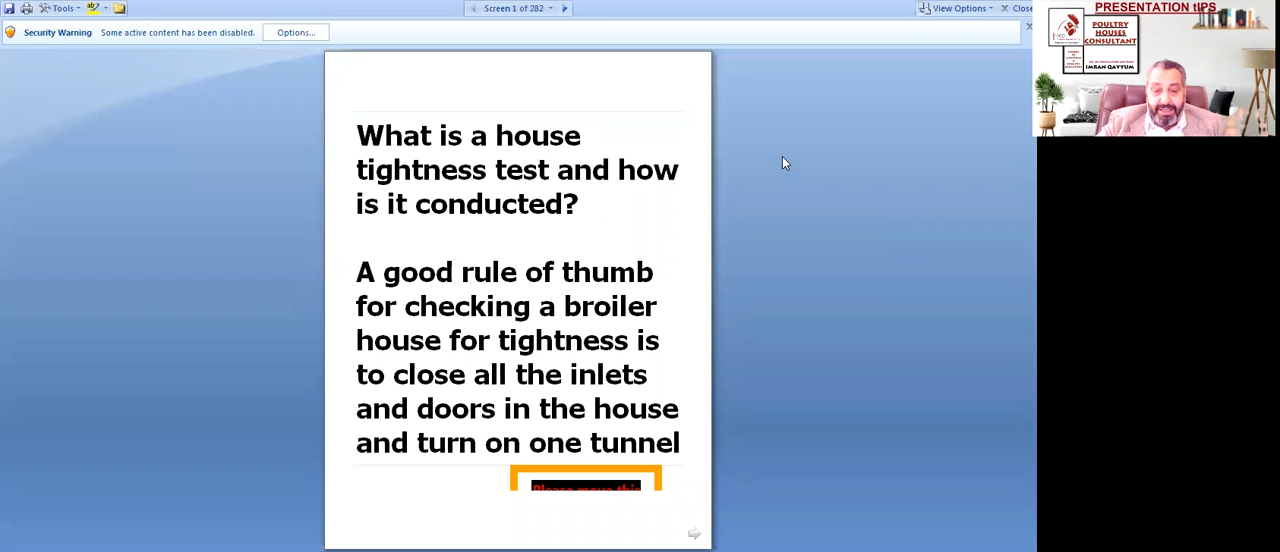 Tools
Screen 1 of 282
View Options
Close
Security Warning
Some active content has been disabled.
Options...
PRESENTATION tIPS
POULTRY
HOUSES
CONSULTANT
IMRAN QAYYUM
What is a house
tightness test and how
is it conducted?
A good rule of thumb
for checking a broiler
house for tightness is
to close all the inlets
and doors in the house
and turn on one tunnel
Please move this